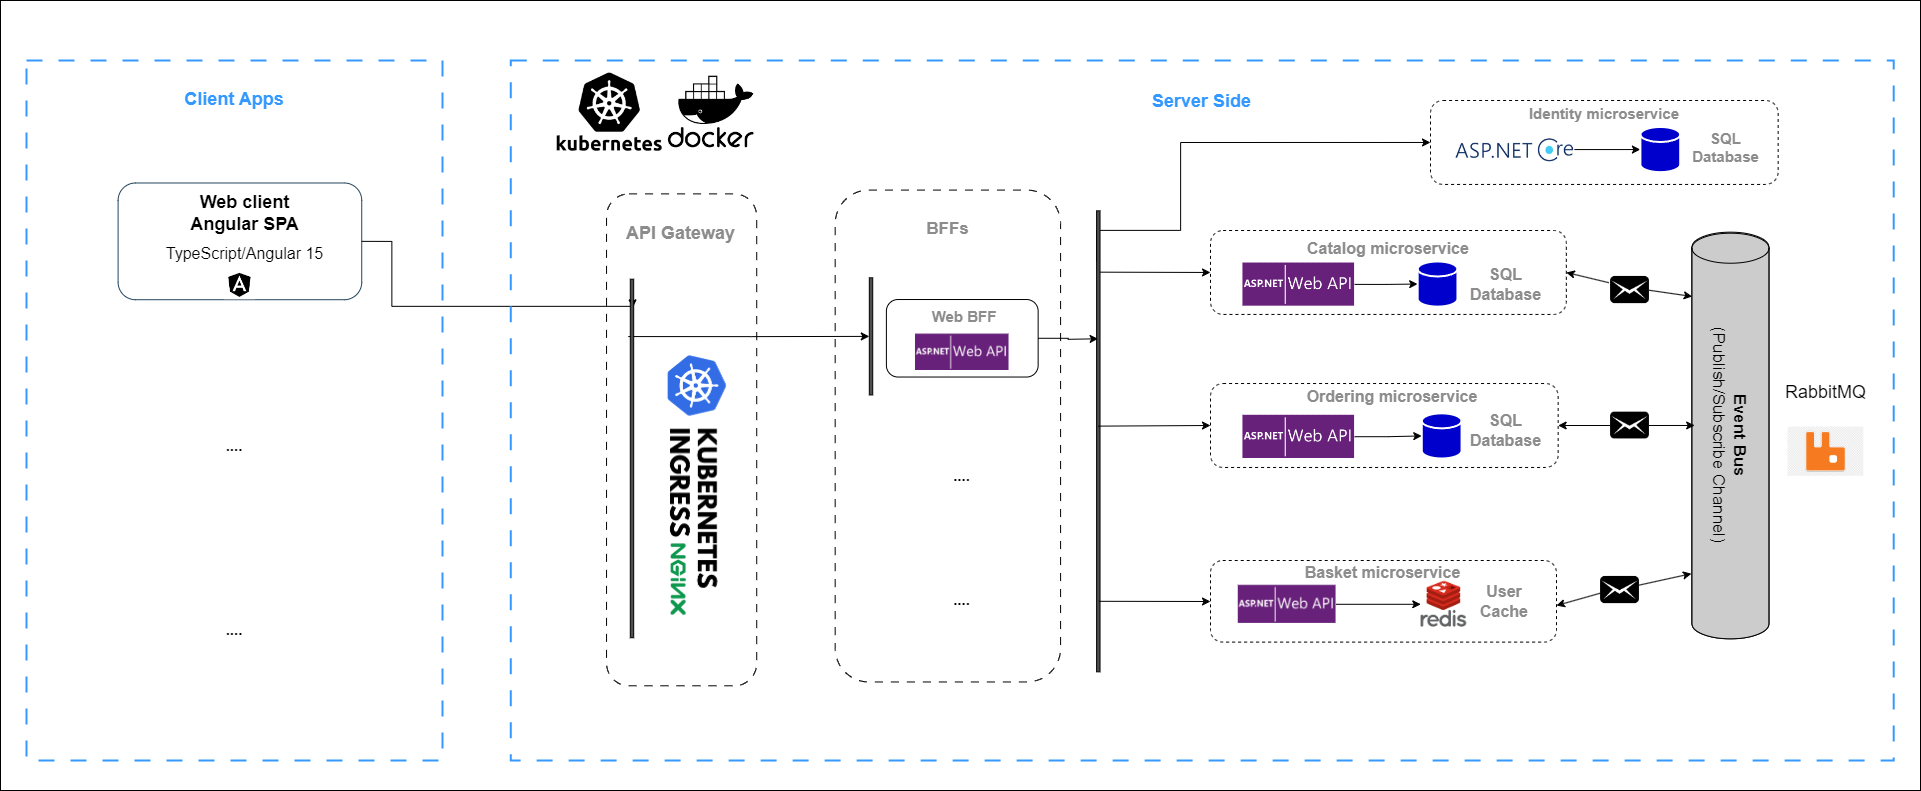 Client Apps
Web client
Angular SPA
TypeScript/Angular 15
A
....
....
kubernetes
docker
Server Side
API Gateway
KUBERNETES
INGRESS NGINX
BFFs
Web BFF
ASP.NET Web API
....
....
Identity microservice
ASP.NET Core
SQL
Database
Catalog microservice
ASP.NET Web API
SQL
Database
Ordering microservice
ASP.NET Web API
SQL
Database
Basket microservice
ASP.NET Web API
redis
User
Cache
Event Bus
(Publish/Subscribe Channel)
RabbitMQ